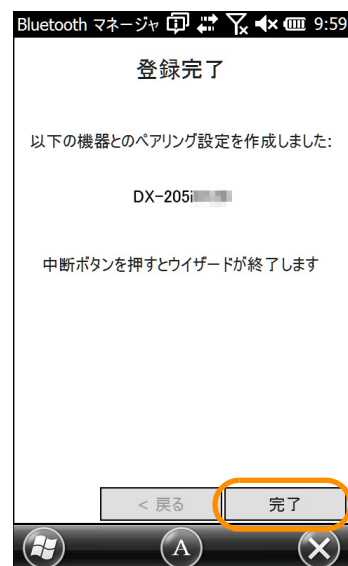 Bluetooth マネージャ 9:59
登録完了
以下の機器とのペアリング設定を作成しました:
DX-205i
中断ボタンを押すとウイザードが終了します
< 戻る 完了
A